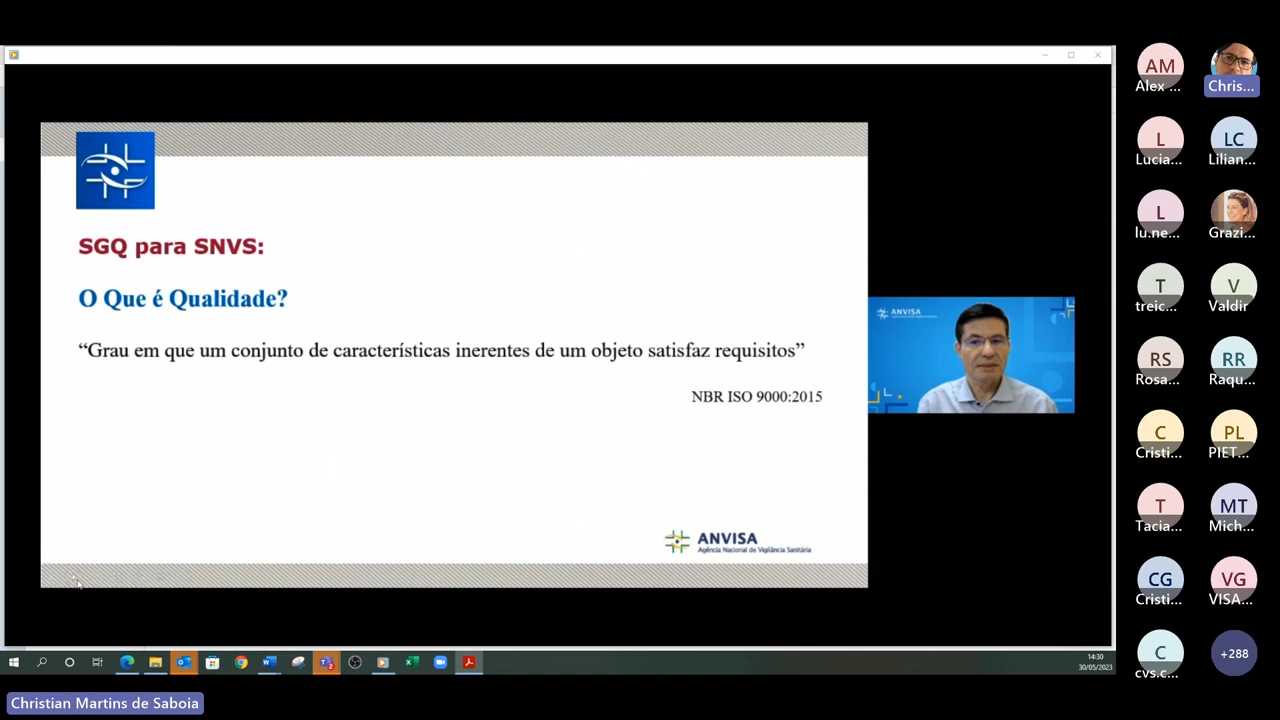 SGQ para SNVS:
O Que é Qualidade?
“Grau em que um conjunto de características inerentes de um objeto satisfaz requisitos”
NBR ISO 9000:2015
ANVISA
Agência Nacional de Vigilância Sanitária
ANVISA
AM
Alex ...
Chris...
L
Lucia...
LC
Lilian...
L
lu.ne...
Grazi...
T
treic...
V
Valdir
RS
Rosa...
RR
Raqu...
C
Cristi...
PL
PIET...
T
Tacia...
MT
Mich...
CG
Cristi...
VG
VISA...
C
cvs.c...
+288
14:30
30/05/2023
Christian Martins de Saboia